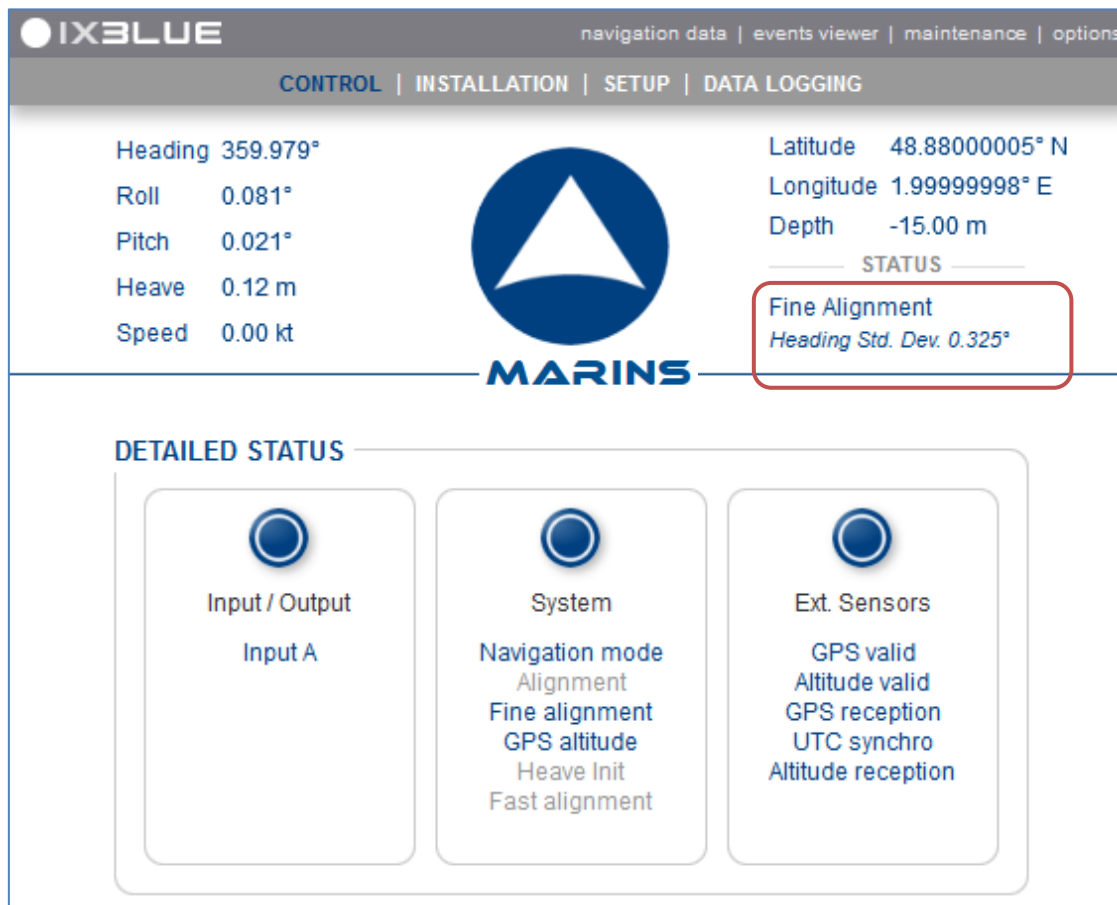 IXBLUE
navigation data | events viewer | maintenance | options
CONTROL | INSTALLATION | SETUP | DATA LOGGING
Heading 359.979°
Roll 0.081°
Pitch 0.021°
Heave 0.12 m
Speed 0.00 kt
MARINS
Latitude 48.88000005° N
Longitude 1.99999998° E
Depth -15.00 m
STATUS
Fine Alignment
Heading Std. Dev. 0.325°
DETAILED STATUS
Input / Output
Input A
System
Navigation mode
Alignment
Fine alignment
GPS altitude
Heave Init
Fast alignment
Ext. Sensors
GPS valid
Altitude valid
GPS reception
UTC synchro
Altitude reception